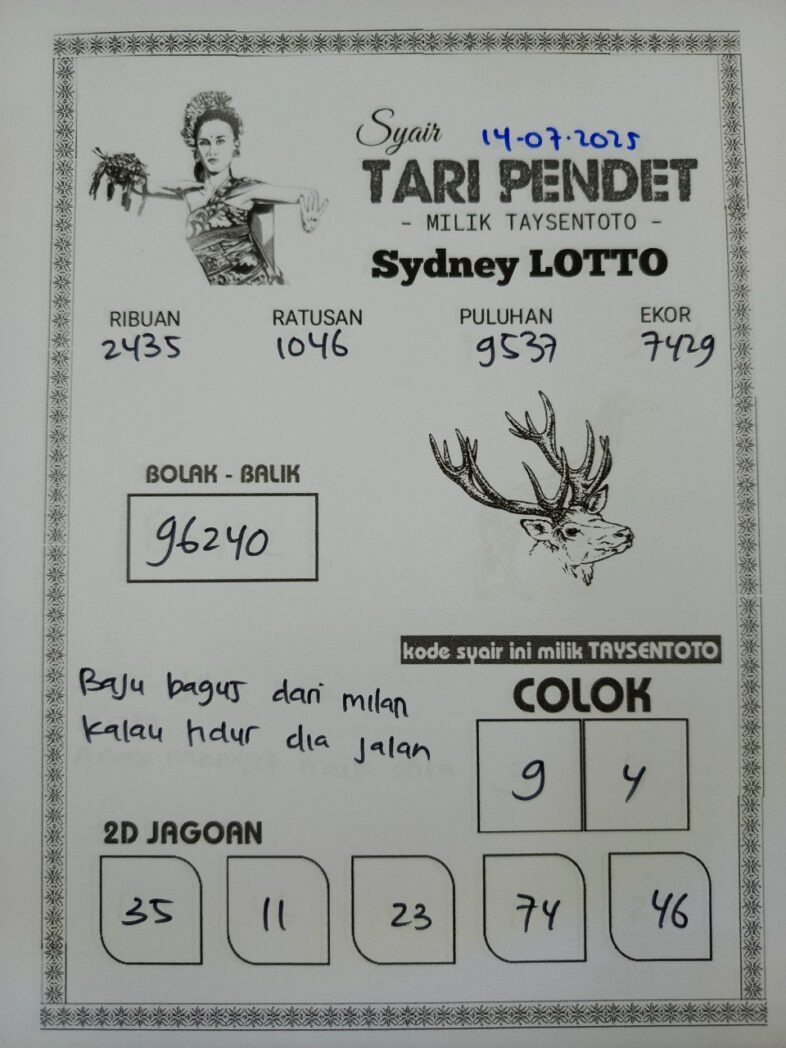 Syair 14-07-2025
TARI PENDET
- MILIK TAYSENTOTO -
Sydney LOTTO
RIBUAN RATUSAN PULUHAN EKOR
2435 1046 9537 7429
BOLAK - BALIK
96240
kode syair ini milik TAYSENTOTO
Baju bagus dari milan
kalau tidur dia jalan
COLOK
9 4
2D JAGOAN
35 11 23 74 46